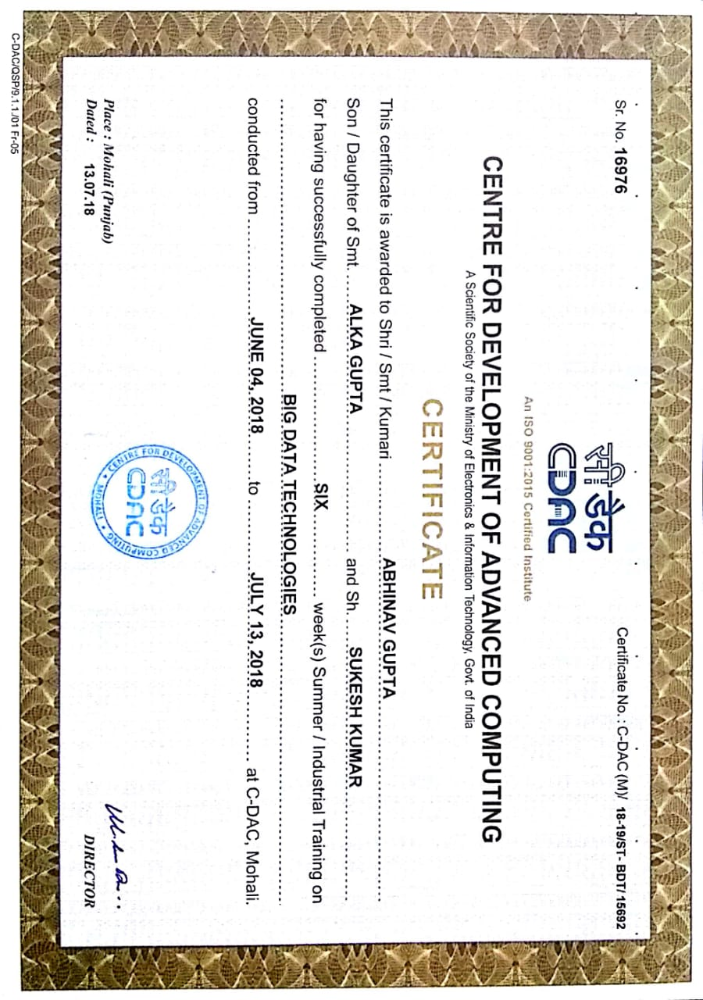 Sr. No. 16976
Certificate No.: C-DAC (M)/ 18-19/ST- BDT/ 15692
सी डैक
CDAC
An ISO 9001:2015 Certified Institute
CENTRE FOR DEVELOPMENT OF ADVANCED COMPUTING
A Scientific Society of the Ministry of Electronics & Information Technology, Govt. of India
CERTIFICATE
This certificate is awarded to Shri / Smt / Kumari ABHINAV GUPTA
Son / Daughter of Smt. ALKA GUPTA and Sh. SUKESH KUMAR
for having successfully completed SIX week(s) Summer / Industrial Training on
BIG DATA TECHNOLOGIES
conducted from JUNE 04, 2018 to JULY 13, 2018 at C-DAC, Mohali.
CENTRE FOR DEVELOPMENT OF ADVANCED COMPUTING
सी डैक
CDAC
MOHALI
Place : Mohali (Punjab)
Dated : 13.07.18
DIRECTOR
C-DAC/QSP/9.1.1./01 Fr-05